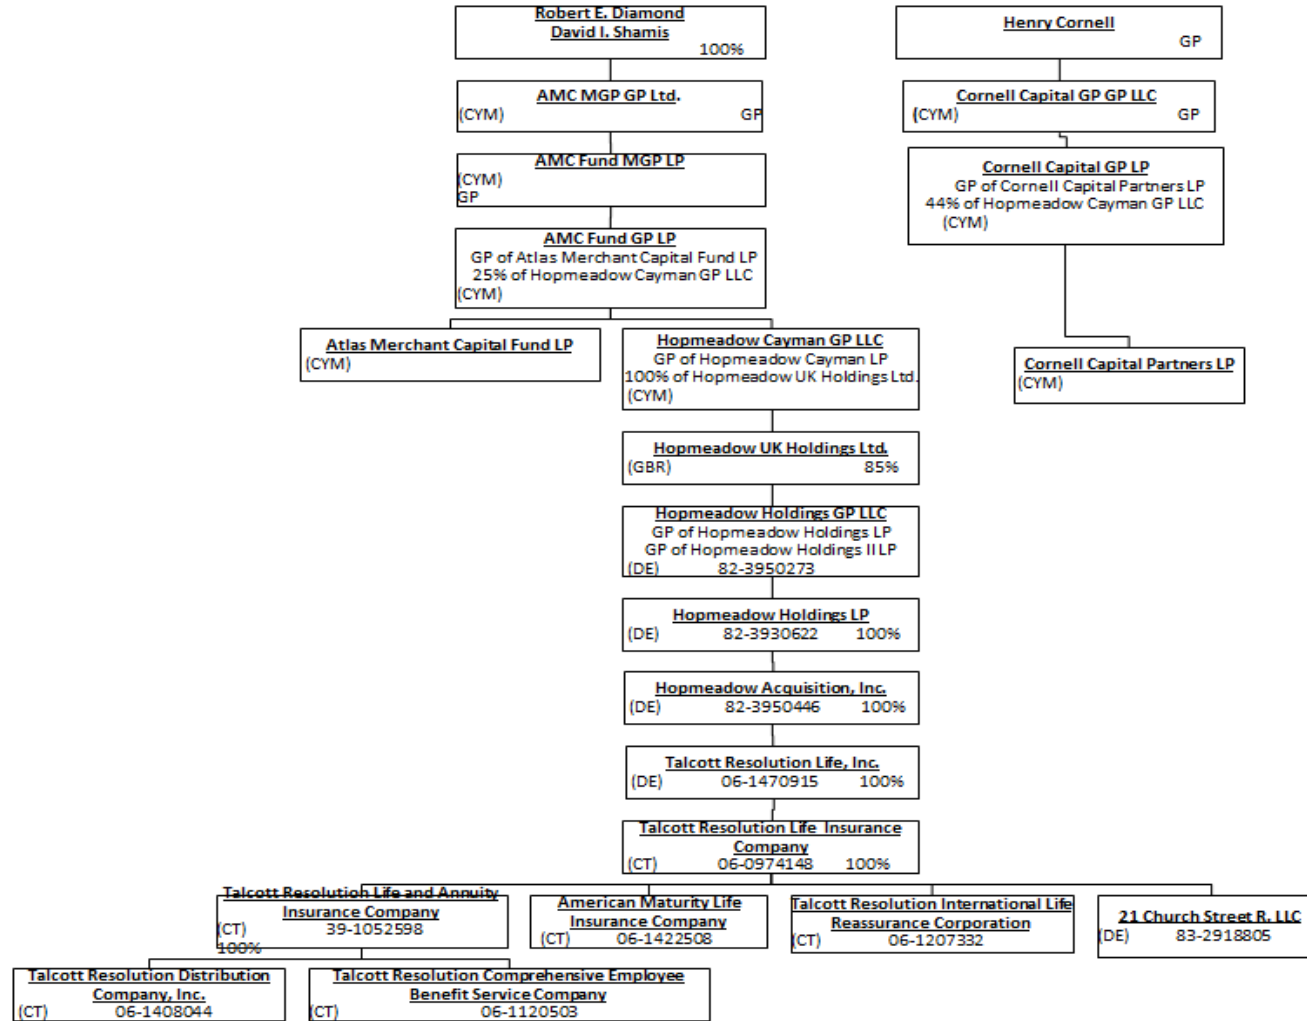 Robert E. Diamond
David I. Shamis
100%
Henry Cornell
GP
AMC MGP GP Ltd.
(CYM) GP
Cornell Capital GP GP LLC
(CYM) GP
AMC Fund MGP LP
(CYM)
GP
Cornell Capital GP LP
GP of Cornell Capital Partners LP
44% of Hopmeadow Cayman GP LLC
(CYM)
AMC Fund GP LP
GP of Atlas Merchant Capital Fund LP
25% of Hopmeadow Cayman GP LLC
(CYM)
Atlas Merchant Capital Fund LP
(CYM)
Hopmeadow Cayman GP LLC
GP of Hopmeadow Cayman LP
100% of Hopmeadow UK Holdings Ltd.
(CYM)
Cornell Capital Partners LP
(CYM)
Hopmeadow UK Holdings Ltd.
(GBR) 85%
Hopmeadow Holdings GP LLC
GP of Hopmeadow Holdings LP
GP of Hopmeadow Holdings II LP
(DE) 82-3950273
Hopmeadow Holdings LP
(DE) 82-3930622 100%
Hopmeadow Acquisition, Inc.
(DE) 82-3950446 100%
Talcott Resolution Life, Inc.
(DE) 06-1470915 100%
Talcott Resolution Life Insurance
Company
(CT) 06-0974148 100%
Talcott Resolution Life and Annuity
Insurance Company
(CT) 39-1052598
100%
American Maturity Life
Insurance Company
(CT) 06-1422508
Talcott Resolution International Life
Reassurance Corporation
(CT) 06-1207332
21 Church Street R, LLC
(DE) 83-2918805
Talcott Resolution Distribution
Company, Inc.
(CT) 06-1408044
Talcott Resolution Comprehensive Employee
Benefit Service Company
(CT) 06-1120503